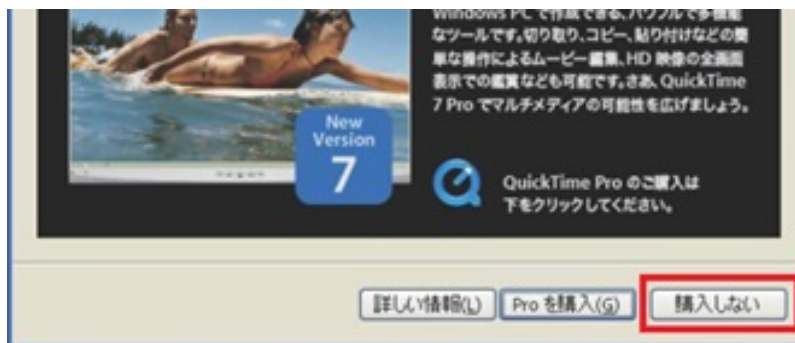 Windows PC で作成できる、パワフルで多機能
なツールです。切り取り、コピー、貼り付けなどの簡
単な操作によるムービー編集、HD 映像の全画面
表示での鑑賞なども可能です。さあ、QuickTime
7 Pro でマルチメディアの可能性を広げましょう。
New
Version
7
QuickTime Pro のご購入は
下をクリックしてください。
詳しい情報(L)
Pro を購入(G)
購入しない